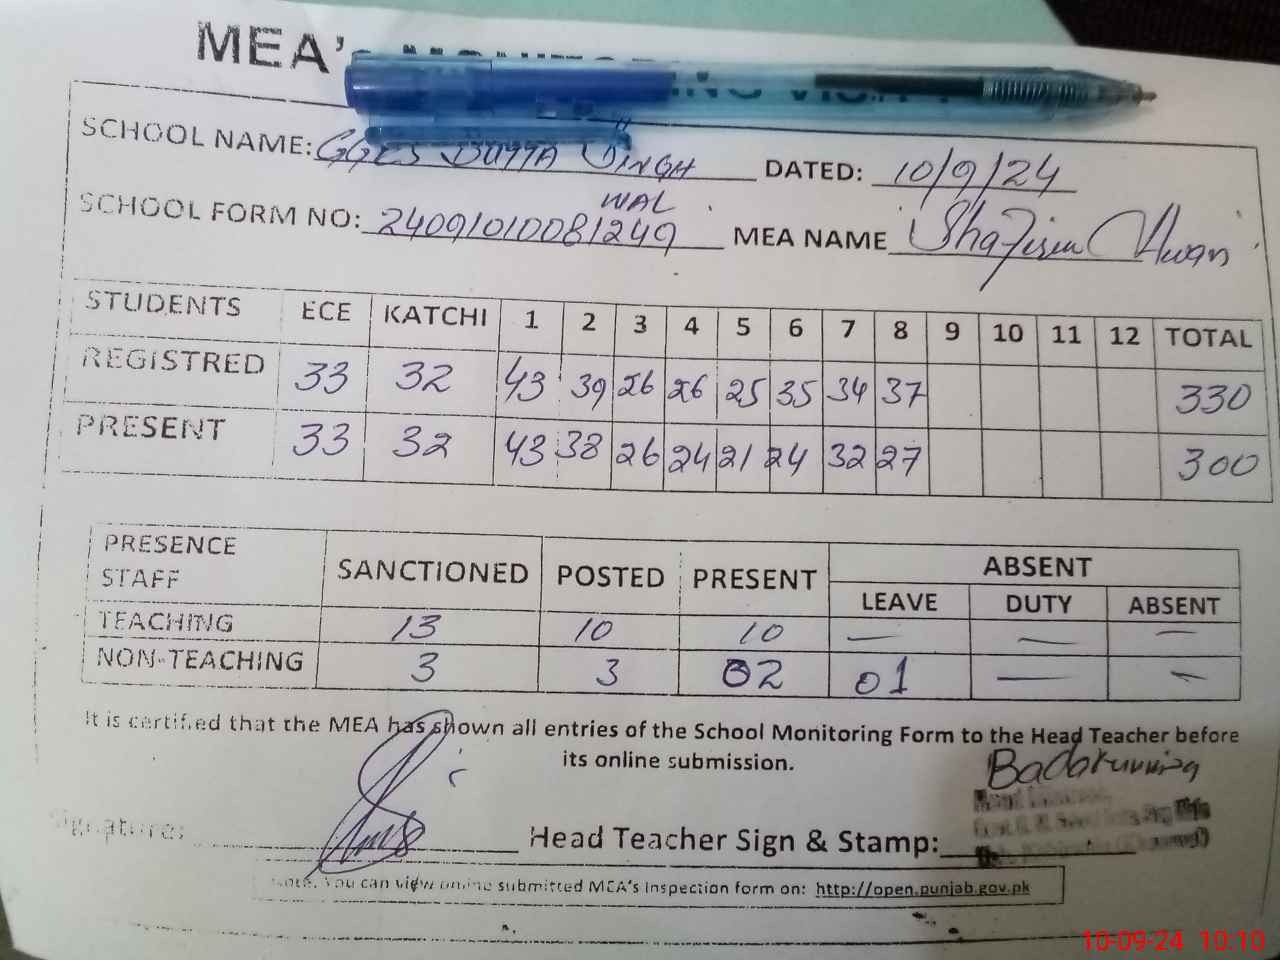 MEA's
SCHOOL NAME: GGES BUTTA SINGH DATED: 10/9/24
WAL
SCHOOL FORM NO: 24091010081249 MEA NAME Awan
STUDENTS ECE KATCHI 1 2 3 4 5 6 7 8 9 10 11 12 TOTAL
REGISTRED 33 32 43 39 26 26 25 35 34 37 330
PRESENT 33 32 43 38 26 24 21 24 32 27 300
PRESENCE STAFF SANCTIONED POSTED PRESENT ABSENT
LEAVE DUTY ABSENT
TEACHING 13 10 10 — — —
NON-TEACHING 3 3 02 01 — —
It is certified that the MEA has shown all entries of the School Monitoring Form to the Head Teacher before
its online submission.
Signature: Head Teacher Sign & Stamp:
Note. You can view online submitted MEA's Inspection form on: http://open.punjab.gov.pk
10-09-24 10:10